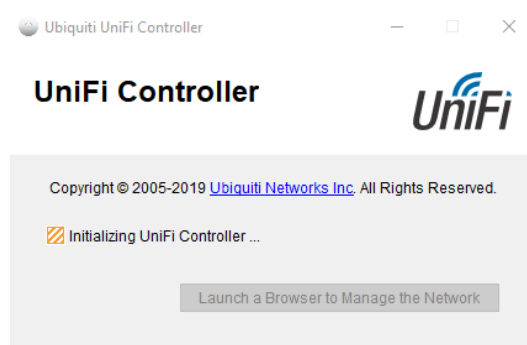 Ubiquiti UniFi Controller
UniFi Controller
UniFi
Copyright © 2005-2019 Ubiquiti Networks Inc. All Rights Reserved.
Initializing UniFi Controller ...
Launch a Browser to Manage the Network